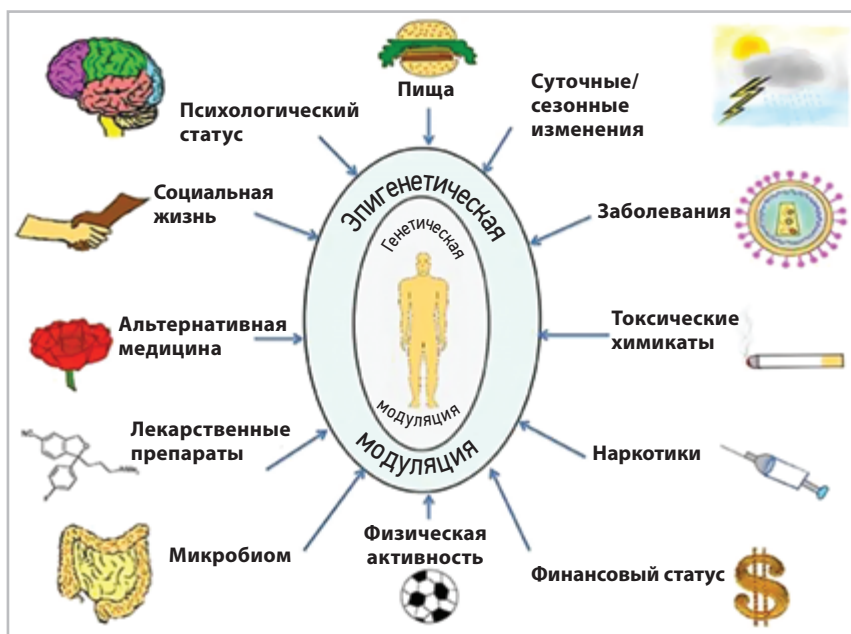 Пища
Суточные/
сезонные
изменения
Психологический
статус
Социальная
жизнь
Заболевания
Эпигенетическая
Генетическая
Альтернативная
медицина
Токсические
химикаты
модуляция
модуляция
Лекарственные
препараты
Наркотики
Микробиом
Физическая
активность
Финансовый статус